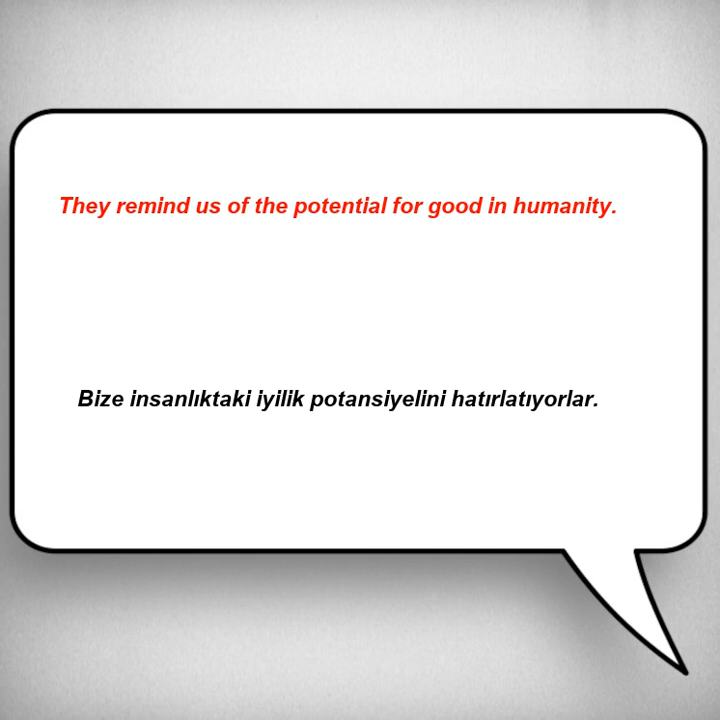 They remind us of the potential for good in humanity.
Bize insanlıktaki iyilik potansiyelini hatırlatıyorlar.